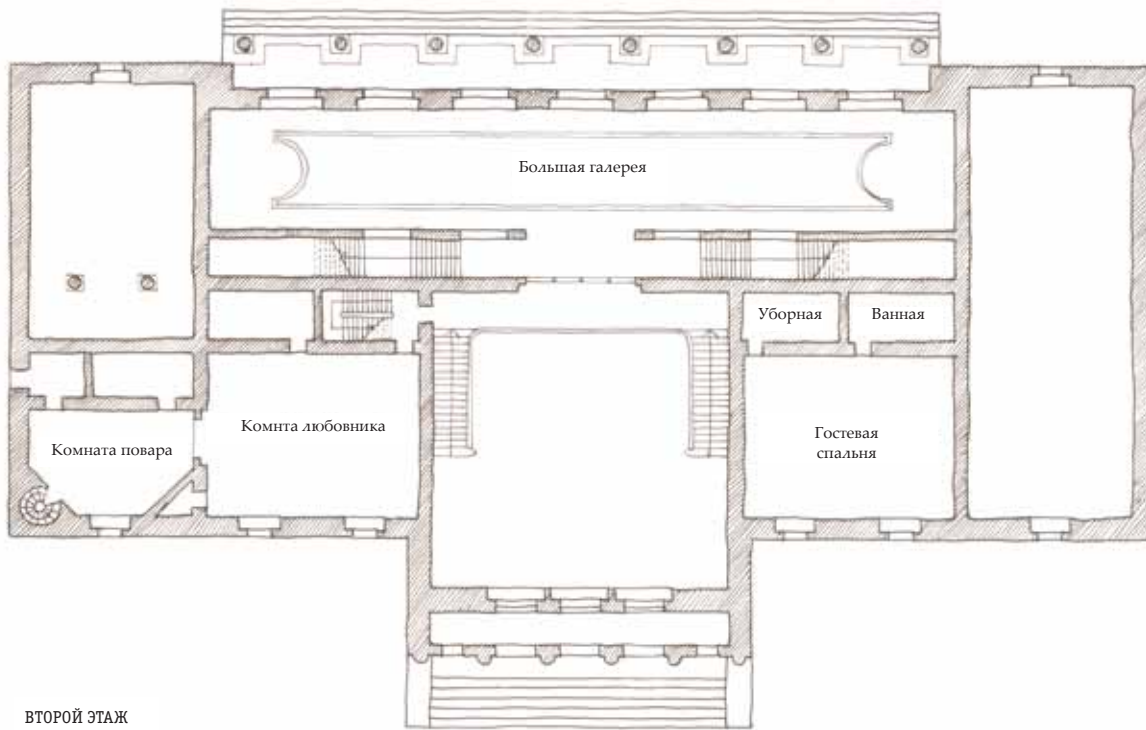 Большая галерея
Уборная
Ванная
Комната повара
Комнта любовника
Гостевая
спальня
ВТОРОЙ ЭТАЖ